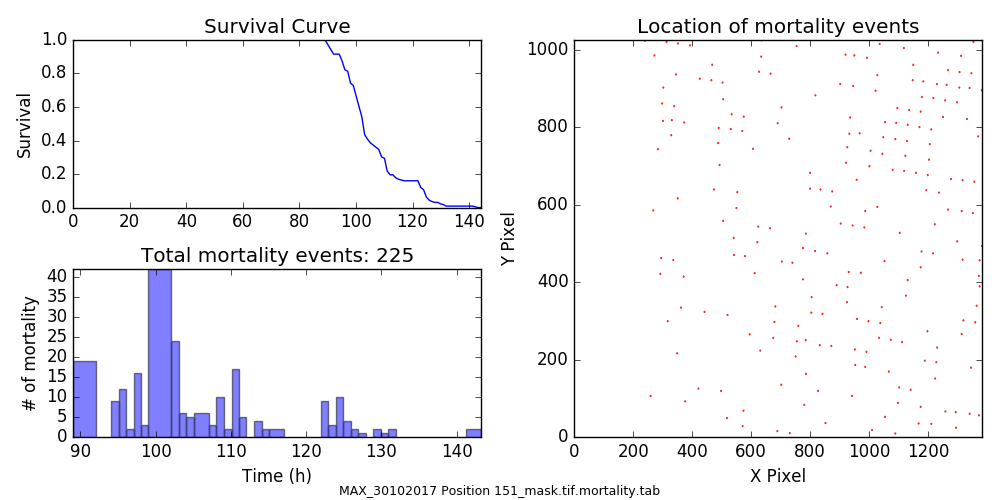 Survival Curve
1.0
0.8
0.6
0.4
0.2
0.0
Survival
0 20 40 60 80 100 120 140
Total mortality events: 225
40
35
30
25
20
15
10
5
0
# of mortality
90 100 110 120 130 140
Time (h)
Location of mortality events
1000
800
600
400
200
0
Y Pixel
0 200 400 600 800 1000 1200
X Pixel
MAX_30102017 Position 151_mask.tif.mortality.tab